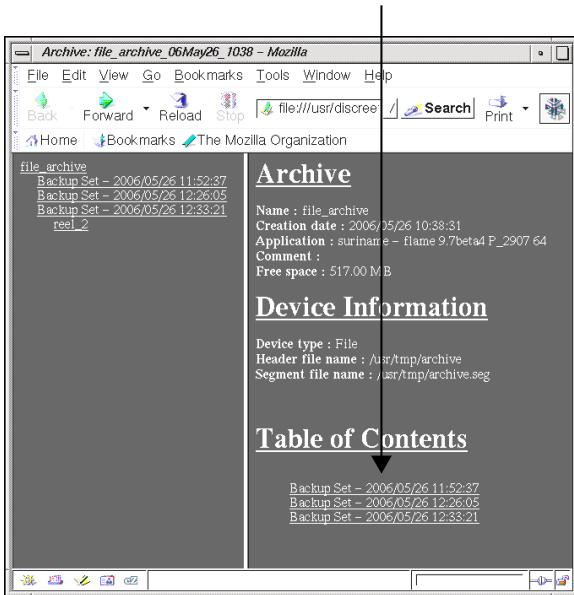 Archive: file_archive_06May26_1038 – Mozilla
File Edit View Go Bookmarks Tools Window Help
Back Forward Reload Stop file:///usr/discreet / Search Print
Home Bookmarks The Mozilla Organization
file_archive
Backup Set – 2006/05/26 11:52:37
Backup Set – 2006/05/26 12:26:05
Backup Set – 2006/05/26 12:33:21
reel_2
Archive
Name : file_archive
Creation date : 2006/05/26 10:38:31
Application : suriname – flame 9.7beta4 P_2907 64
Comment :
Free space : 517.00 MB
Device Information
Device type : File
Header file name : /usr/tmp/archive
Segment file name : /usr/tmp/archive.seg
Table of Contents
Backup Set – 2006/05/26 11:52:37
Backup Set – 2006/05/26 12:26:05
Backup Set – 2006/05/26 12:33:21